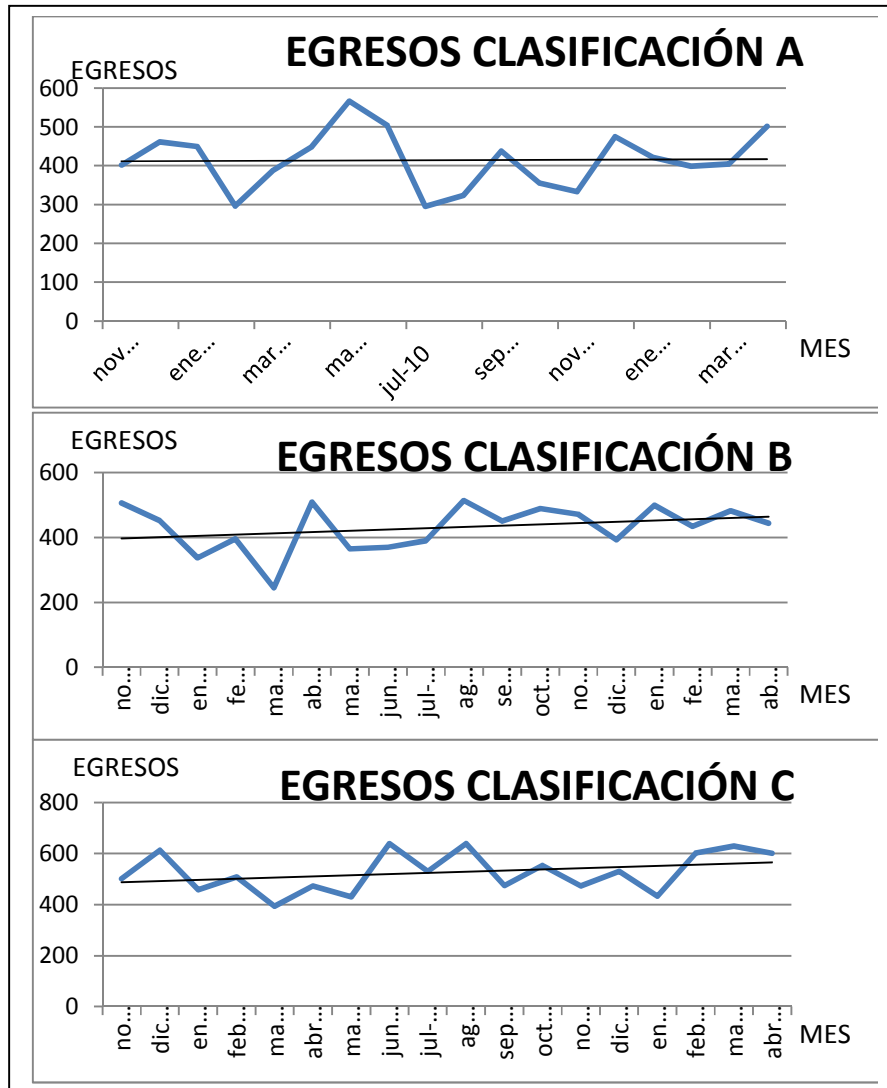 EGRESOS CLASIFICACIÓN A
EGRESOS
600
500
400
300
200
100
0
nov... ene... mar... ma... jul-10 sep... nov... ene... mar...
MES
EGRESOS
EGRESOS CLASIFICACIÓN B
600
400
200
0
no... dic... en... fe... ma... ab... ma... jun... jul-... ag... se... oct... no... dic... en... fe... ma... ab...
MES
EGRESOS
EGRESOS CLASIFICACIÓN C
800
600
400
200
0
no... dic... en... feb... ma... abr... ma... jun... jul-... ag... sep... oct... no... dic... en... feb... ma... abr...
MES